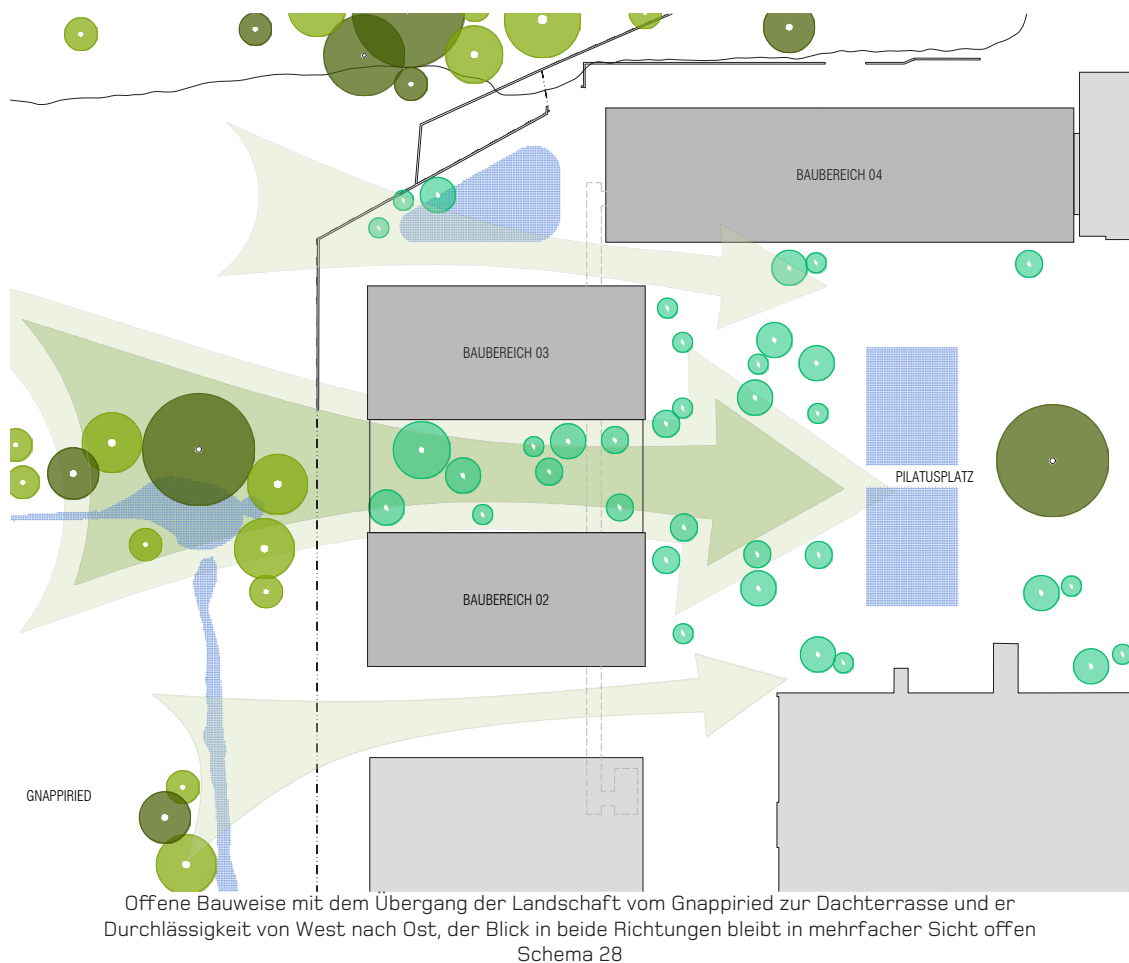 BAUBEREICH 04
BAUBEREICH 03
PILATUSPLATZ
BAUBEREICH 02
GNAPPIRIED
Offene Bauweise mit dem Übergang der Landschaft vom Gnappiried zur Dachterrasse und er
Durchlässigkeit von West nach Ost, der Blick in beide Richtungen bleibt in mehrfacher Sicht offen
Schema 28